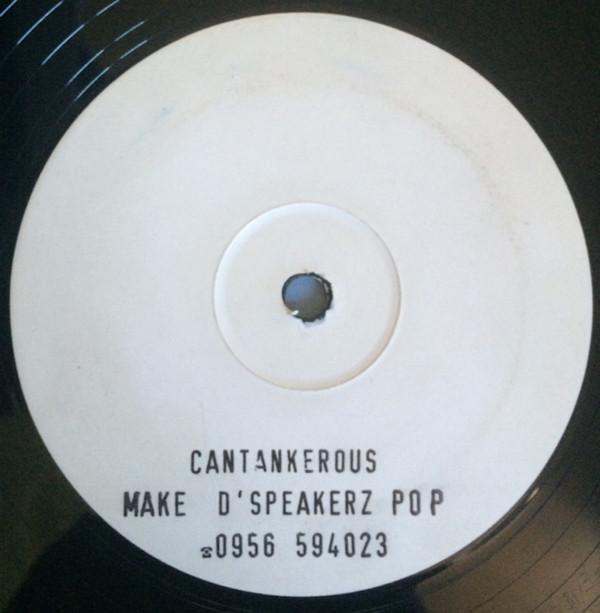 CANTANKEROUS
MAKE D'SPEAKERZ POP
☎0956 594023